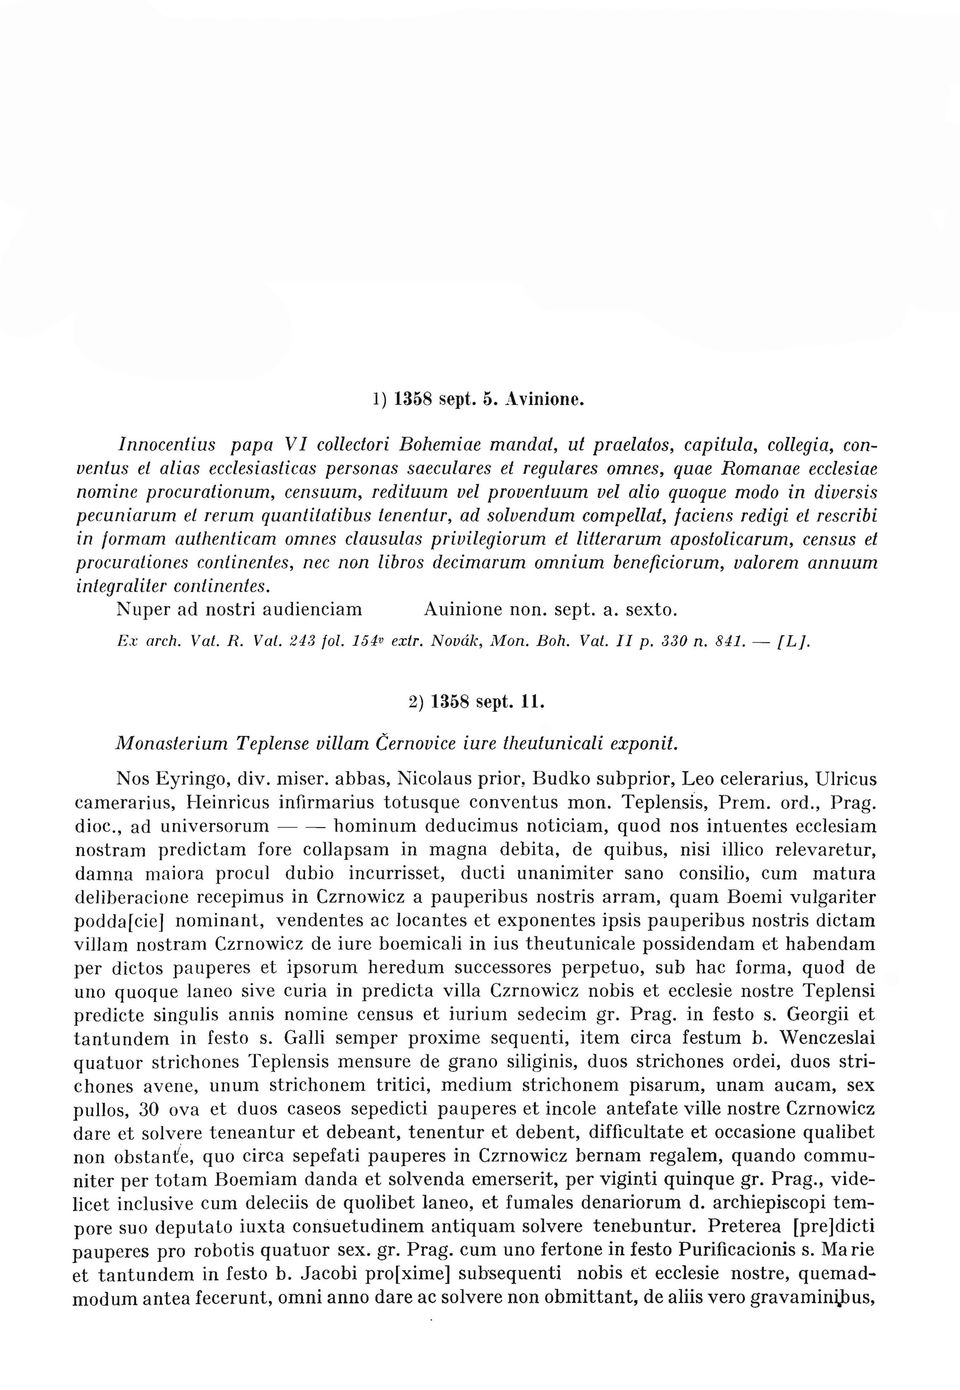 1) 1358 sept. 5. Avinione.
Innocentius papa VI collectori Bohemiae mandat, ut praelatos, capitula, collegia, con-
ventus et alias ecclesiasticas personas saeculares et regulares omnes, quae Romanae ecclesiae
nomine procurationum, censuum, redituum vel proventuum vel alio quoque modo in diversis
pecuniarum et rerum quantitatibus tenentur, ad solvendum compellat, faciens redigi et rescribi
in formam authenticam omnes clausulas privilegiorum et litterarum apostolicarum, census et
procurationes continentes, nec non libros decimarum omnium beneficiorum, valorem annuum
integraliter continentes.
Nuper ad nostri audienciam Auinione non. sept. a. sexto.
Ex arch. Vat. R. Vat. 243 fol. 154v extr. Novák, Mon. Boh. Vat. II p. 330 n. 841. — [L].
2) 1358 sept. 11.
Monasterium Teplense villam Černovice iure theutunicali exponit.
Nos Eyringo, div. miser. abbas, Nicolaus prior, Budko subprior, Leo celerarius, Ulricus
camerarius, Heinricus infirmarius totusque conventus mon. Teplensis, Prem. ord., Prag.
dioc., ad universorum — — hominum deducimus noticiam, quod nos intuentes ecclesiam
nostram predictam fore collapsam in magna debita, de quibus, nisi illico relevaretur,
damna maiora procul dubio incurrisset, ducti unanimiter sano consilio, cum matura
deliberacione recepimus in Czrnowicz a pauperibus nostris arram, quam Boemi vulgariter
podda[cie] nominant, vendentes ac locantes et exponentes ipsis pauperibus nostris dictam
villam nostram Czrnowicz de iure boemicali in ius theutunicale possidendam et habendam
per dictos pauperes et ipsorum heredum successores perpetuo, sub hac forma, quod de
uno quoque laneo sive curia in predicta villa Czrnowicz nobis et ecclesie nostre Teplensi
predicte singulis annis nomine census et iurium sedecim gr. Prag. in festo s. Georgii et
tantundem in festo s. Galli semper proxime sequenti, item circa festum b. Wenczeslai
quatuor strichones Teplensis mensure de grano siliginis, duos strichones ordei, duos stri-
chones avene, unum strichonem tritici, medium strichonem pisarum, unam aucam, sex
pullos, 30 ova et duos caseos sepedicti pauperes et incole antefate ville nostre Czrnowicz
dare et solvere teneantur et debeant, tenentur et debent, difficultate et occasione qualibet
non obstante, quo circa sepefati pauperes in Czrnowicz bernam regalem, quando commu-
niter per totam Boemiam danda et solvenda emerserit, per viginti quinque gr. Prag., vide-
licet inclusive cum deleciis de quolibet laneo, et fumales denariorum d. archiepiscopi tem-
pore suo deputato iuxta consuetudinem antiquam solvere tenebuntur. Preterea [pre]dicti
pauperes pro robotis quatuor sex. gr. Prag. cum uno fertone in festo Purificacionis s. Marie
et tantundem in festo b. Jacobi pro[xime] subsequenti nobis et ecclesie nostre, quemad-
modum antea fecerunt, omni anno dare ac solvere non obmittant, de aliis vero gravaminibus,